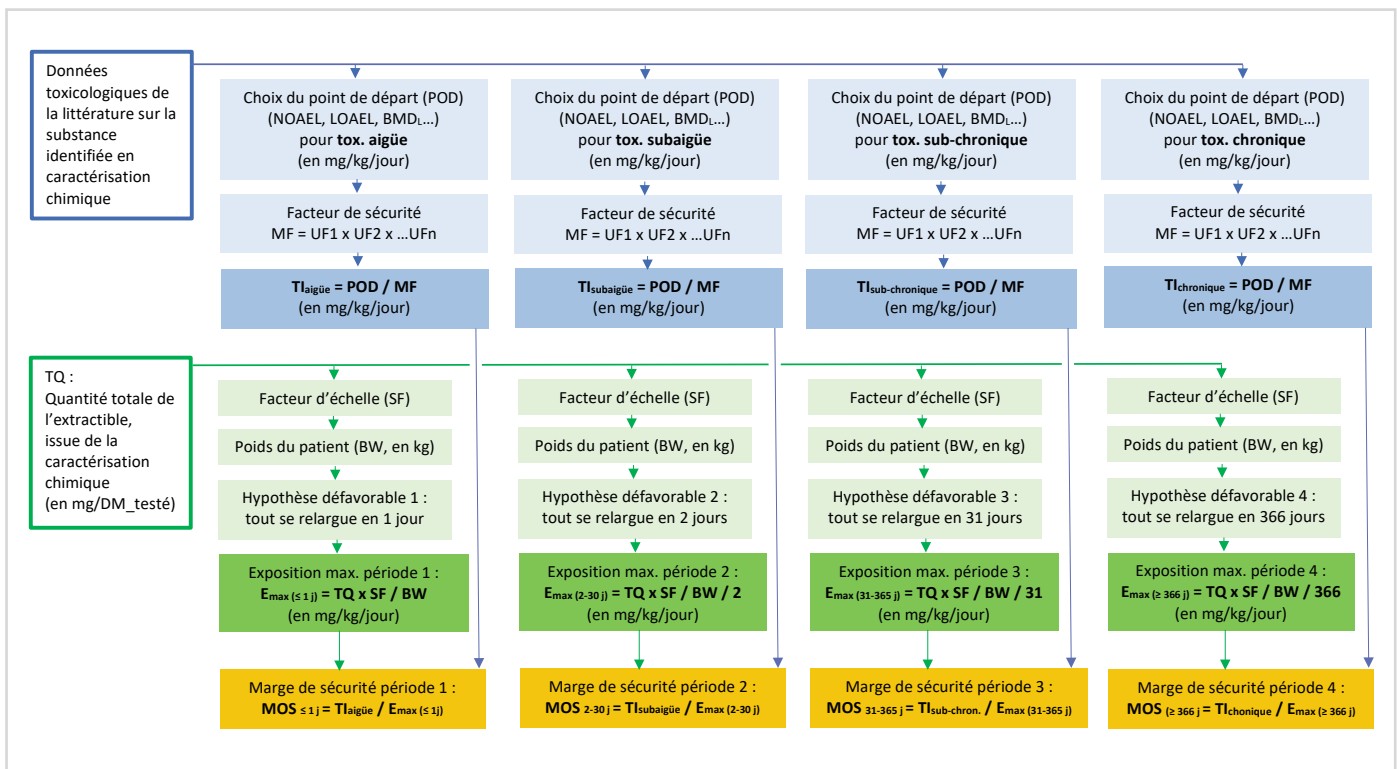 Données
toxicologiques de
la littérature sur la
substance
identifiée en
caractérisation
chimique
Choix du point de départ (POD)
(NOAEL, LOAEL, BMDL…)
pour tox. aigüe
(en mg/kg/jour)
Choix du point de départ (POD)
(NOAEL, LOAEL, BMDL…)
pour tox. subaigüe
(en mg/kg/jour)
Choix du point de départ (POD)
(NOAEL, LOAEL, BMDL…)
pour tox. sub-chronique
(en mg/kg/jour)
Choix du point de départ (POD)
(NOAEL, LOAEL, BMDL…)
pour tox. chronique
(en mg/kg/jour)
Facteur de sécurité
MF = UF1 x UF2 x …UFn
Facteur de sécurité
MF = UF1 x UF2 x …UFn
Facteur de sécurité
MF = UF1 x UF2 x …UFn
Facteur de sécurité
MF = UF1 x UF2 x …UFn
TIaigüe = POD / MF
(en mg/kg/jour)
TIsubaigüe = POD / MF
(en mg/kg/jour)
TIsub-chronique = POD / MF
(en mg/kg/jour)
TIchronique = POD / MF
(en mg/kg/jour)
TQ :
Quantité totale de
l’extractible,
issue de la
caractérisation
chimique
(en mg/DM_testé)
Facteur d’échelle (SF)
Facteur d’échelle (SF)
Facteur d’échelle (SF)
Facteur d’échelle (SF)
Poids du patient (BW, en kg)
Poids du patient (BW, en kg)
Poids du patient (BW, en kg)
Poids du patient (BW, en kg)
Hypothèse défavorable 1 :
tout se relargue en 1 jour
Hypothèse défavorable 2 :
tout se relargue en 2 jours
Hypothèse défavorable 3 :
tout se relargue en 31 jours
Hypothèse défavorable 4 :
tout se relargue en 366 jours
Exposition max. période 1 :
Emax (≤ 1 j) = TQ x SF / BW
(en mg/kg/jour)
Exposition max. période 2 :
Emax (2-30 j) = TQ x SF / BW / 2
(en mg/kg/jour)
Exposition max. période 3 :
Emax (31-365 j) = TQ x SF / BW / 31
(en mg/kg/jour)
Exposition max. période 4 :
Emax (≥ 366 j) = TQ x SF / BW / 366
(en mg/kg/jour)
Marge de sécurité période 1 :
MOS ≤ 1 j = TIaigüe / Emax (≤ 1j)
Marge de sécurité période 2 :
MOS 2-30 j = TIsubaigüe / Emax (2-30 j)
Marge de sécurité période 3 :
MOS 31-365 j = TIsub-chron. / Emax (31-365 j)
Marge de sécurité période 4 :
MOS (≥ 366 j = TIchonique / Emax (≥ 366 j)